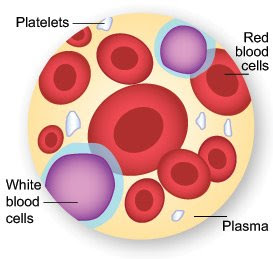 Platelets
Red blood
cells
White
blood
cells
Plasma